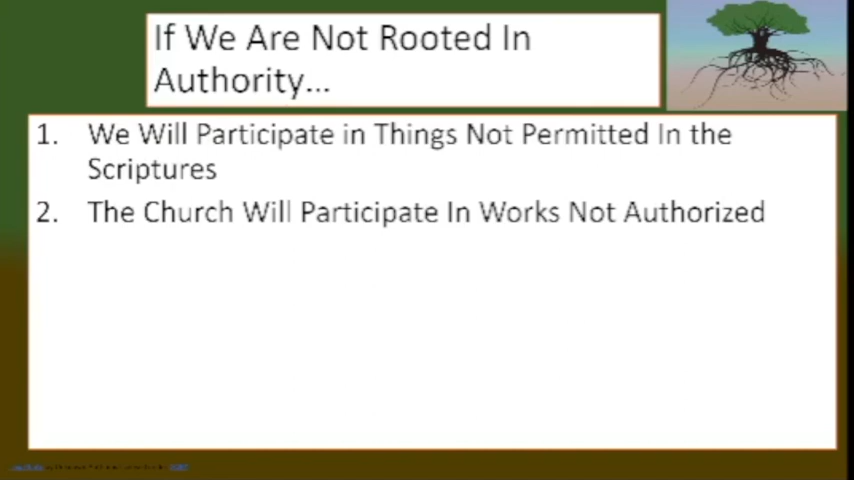 If We Are Not Rooted In
Authority...
1. We Will Participate in Things Not Permitted In the
Scriptures
2. The Church Will Participate In Works Not Authorized